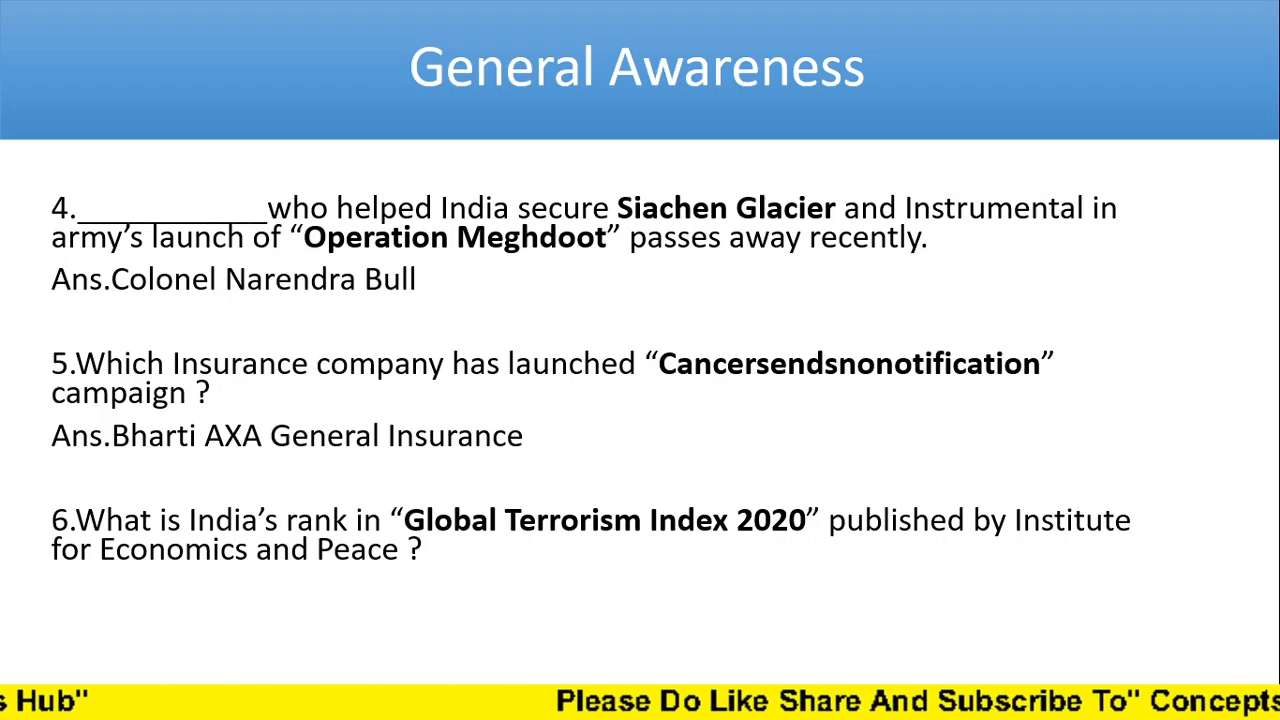 General Awareness
4.___________who helped India secure Siachen Glacier and Instrumental in
army’s launch of “Operation Meghdoot” passes away recently.
Ans.Colonel Narendra Bull
5.Which Insurance company has launched “Cancersendsnonotification”
campaign ?
Ans.Bharti AXA General Insurance
6.What is India’s rank in “Global Terrorism Index 2020” published by Institute
for Economics and Peace ?
s Hub" Please Do Like Share And Subscribe To" Concepts